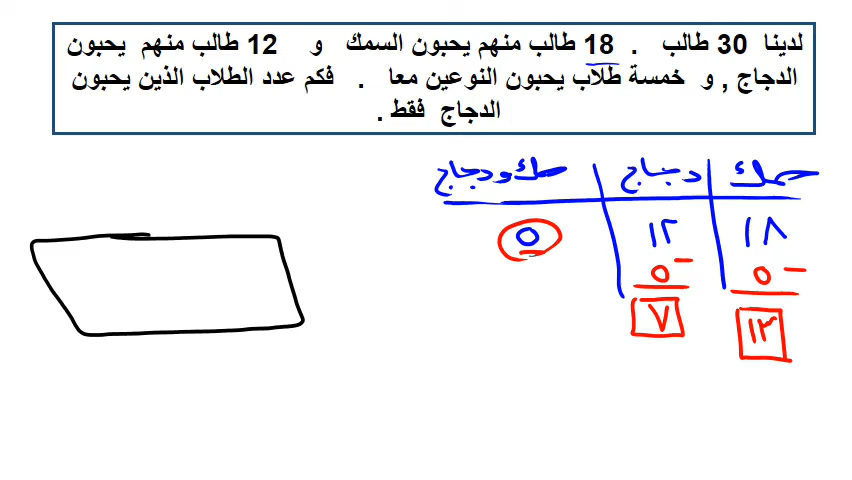 لدينا 30 طالب . 18 طالب منهم يحبون السمك و 12 طالب منهم يحبون
الدجاج , و خمسة طلاب يحبون النوعين معا . فكم عدد الطلاب الذين يحبون
الدجاج فقط .
سمك دجاج سمك ودجاج
١٨ ١٢ ٥
٥ − ٥ −
١٣ ٧